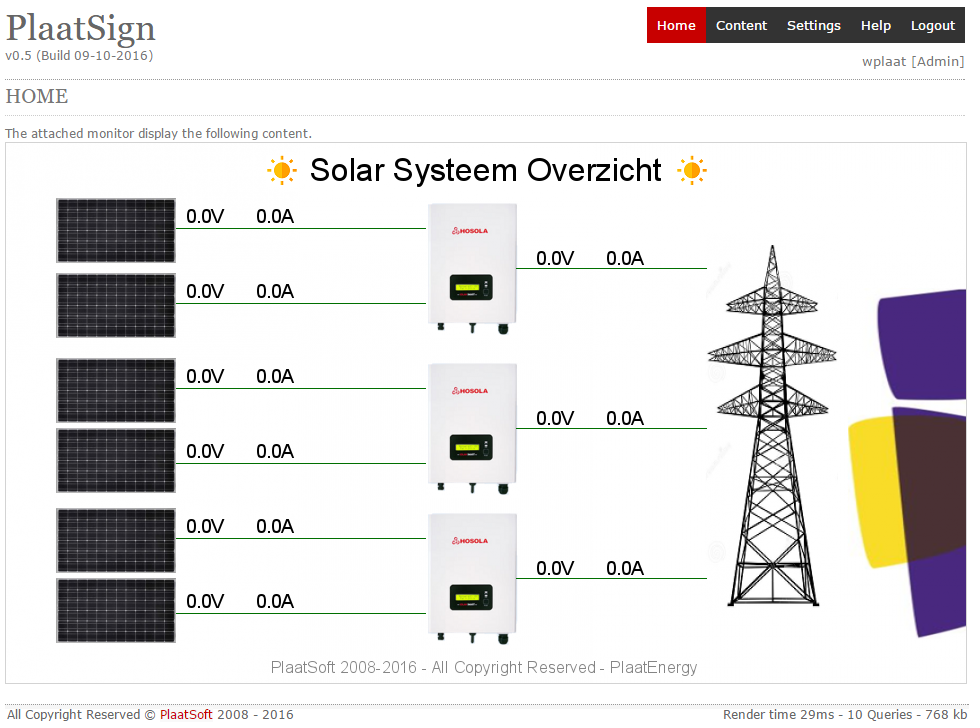 PlaatSign
v0.5 (Build 09-10-2016)
Home Content Settings Help Logout
wplaat [Admin]
HOME
The attached monitor display the following content.
Solar Systeem Overzicht
0.0V 0.0A
HOSOLA
0.0V 0.0A
0.0V 0.0A
0.0V 0.0A
HOSOLA
0.0V 0.0A
0.0V 0.0A
0.0V 0.0A
HOSOLA
0.0V 0.0A
0.0V 0.0A
PlaatSoft 2008-2016 - All Copyright Reserved - PlaatEnergy
All Copyright Reserved © PlaatSoft 2008 - 2016
Render time 29ms - 10 Queries - 768 kb